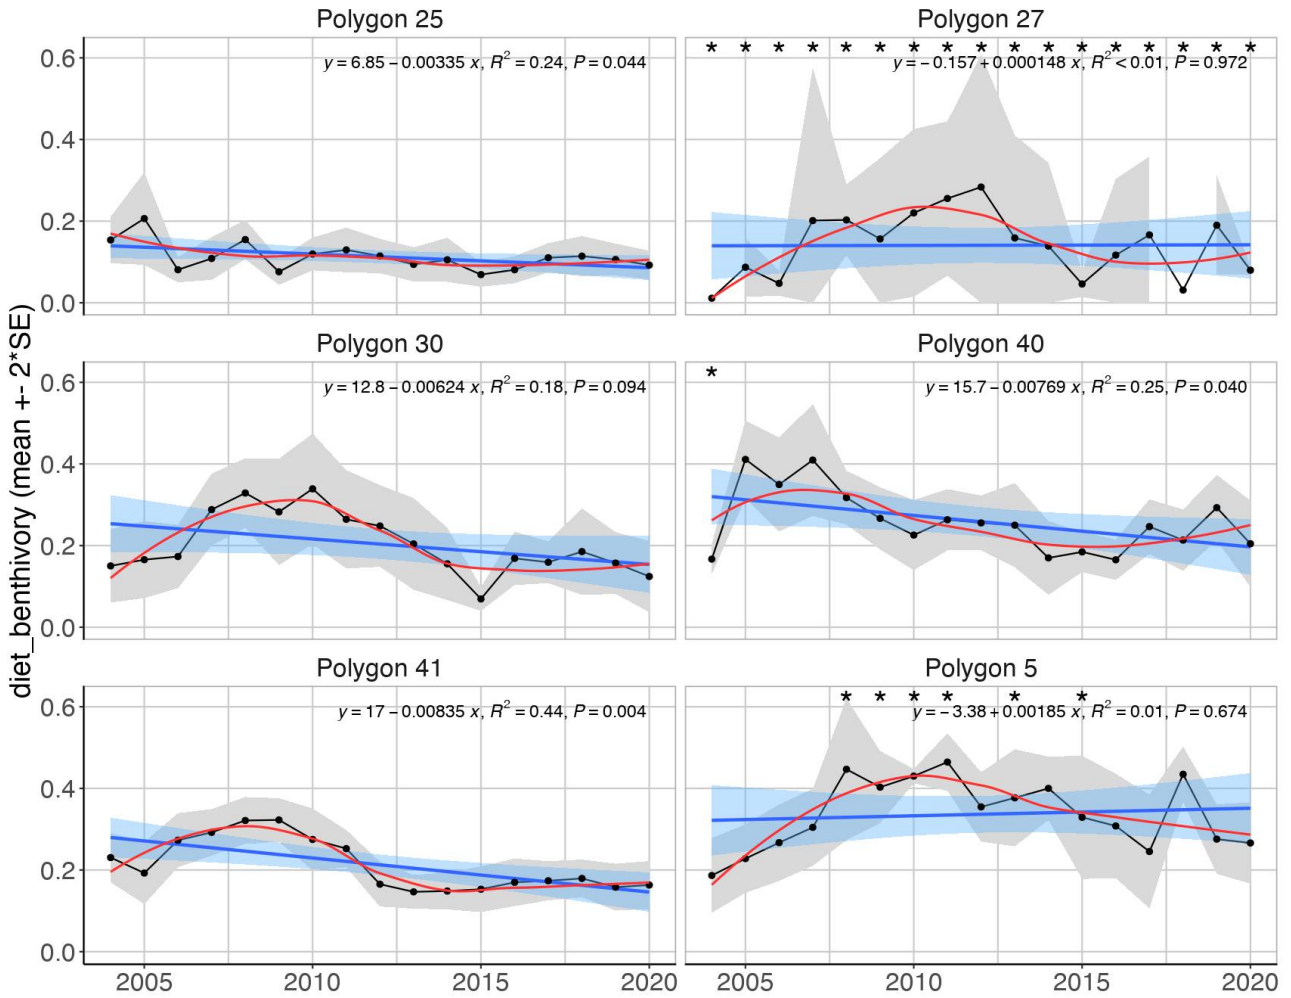 Polygon 25
Polygon 27
0.6
0.4
0.2
0.0
y = 6.85 − 0.00335 x, R² = 0.24, P = 0.044
* * * * * * * * * * * * * * * * *
y = − 0.157 + 0.000148 x, R² < 0.01, P = 0.972
Polygon 30
Polygon 40
0.6
0.4
0.2
0.0
y = 12.8 − 0.00624 x, R² = 0.18, P = 0.094
*
y = 15.7 − 0.00769 x, R² = 0.25, P = 0.040
diet_benthivory (mean +- 2*SE)
Polygon 41
Polygon 5
0.6
0.4
0.2
0.0
y = 17 − 0.00835 x, R² = 0.44, P = 0.004
* * * * * *
y = − 3.38 + 0.00185 x, R² = 0.01, P = 0.674
2005 2010 2015 2020
2005 2010 2015 2020